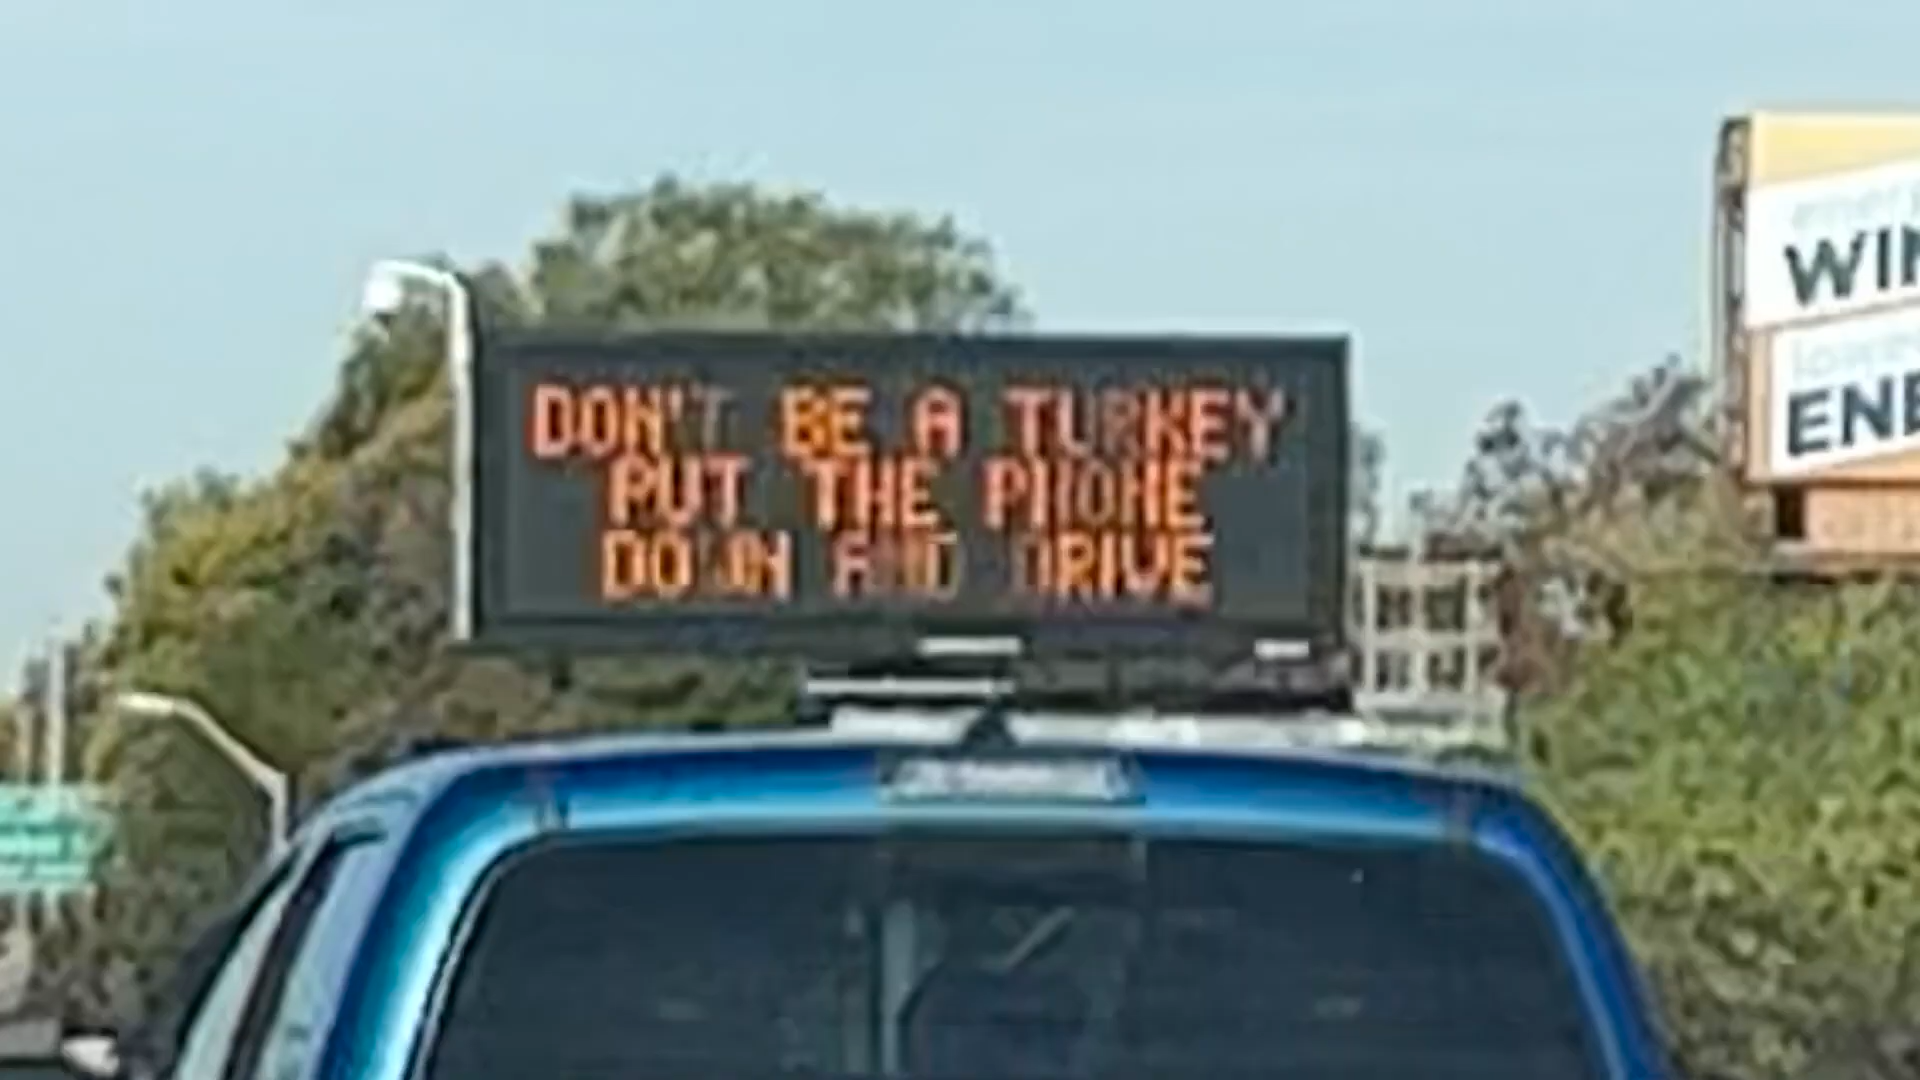 DON'T BE A TURKEY
PUT THE PHONE
DOWN AND DRIVE
WIN
ENE